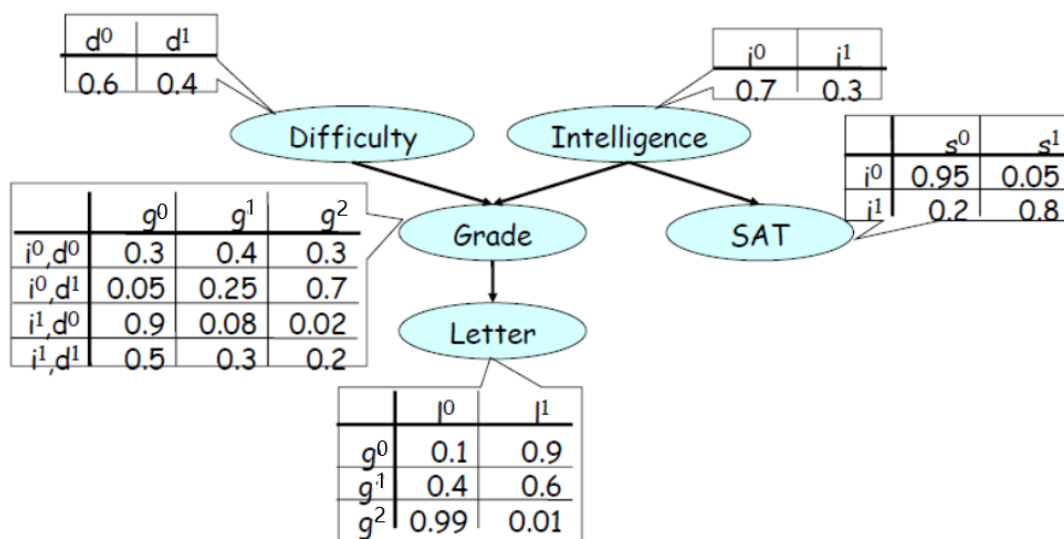 d⁰ d¹
0.6 0.4
i⁰ i¹
0.7 0.3
Difficulty
Intelligence
s⁰ s¹
i⁰ 0.95 0.05
i¹ 0.2 0.8
g⁰ g¹ g²
i⁰,d⁰ 0.3 0.4 0.3
i⁰,d¹ 0.05 0.25 0.7
i¹,d⁰ 0.9 0.08 0.02
i¹,d¹ 0.5 0.3 0.2
Grade
SAT
Letter
l⁰ l¹
g⁰ 0.1 0.9
g¹ 0.4 0.6
g² 0.99 0.01